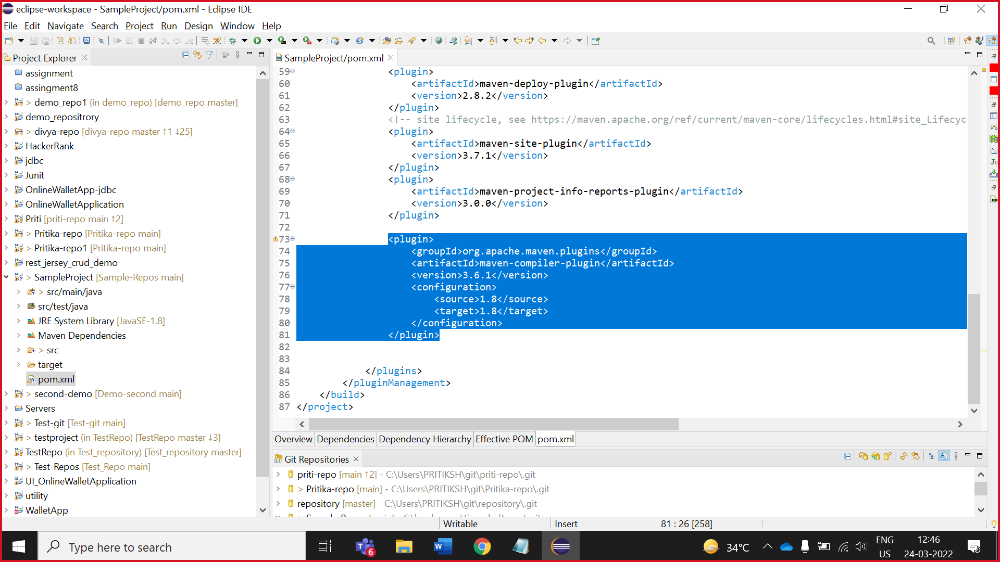 eclipse-workspace - SampleProject/pom.xml - Eclipse IDE
File Edit Navigate Search Project Run Design Window Help
Project Explorer
assignment
assingment8
> demo_repo1 (in demo_repo) [demo_repo master]
demo_repositrory
> divya-repo [divya-repo master ↑1 ↓25]
HackerRank
jdbc
Junit
OnlineWalletApp-jdbc
OnlineWalletApplication
Priti [priti-repo main ↑2]
> Pritika-repo [Pritika-repo main]
> Pritika-repo1 [Pritika-repo main]
rest_jersey_crud_demo
> SampleProject [Sample-Repos main]
> src/main/java
src/test/java
JRE System Library [JavaSE-1.8]
Maven Dependencies
> src
target
pom.xml
> second-demo [Demo-second main]
Servers
> Test-git [Test-git main]
> testproject (in TestRepo) [TestRepo master ↓3]
TestRepo (in Test_repository) [Test_repository master]
> Test-Repos [Test_Repo main]
UI_OnlineWalletApplication
utility
WalletApp
SampleProject/pom.xml
59 <plugin>
60 <artifactId>maven-deploy-plugin</artifactId>
61 <version>2.8.2</version>
62 </plugin>
63 <!-- site lifecycle, see https://maven.apache.org/ref/current/maven-core/lifecycles.html#site_Lifecyc
64 <plugin>
65 <artifactId>maven-site-plugin</artifactId>
66 <version>3.7.1</version>
67 </plugin>
68 <plugin>
69 <artifactId>maven-project-info-reports-plugin</artifactId>
70 <version>3.0.0</version>
71 </plugin>
72
73 <plugin>
74 <groupId>org.apache.maven.plugins</groupId>
75 <artifactId>maven-compiler-plugin</artifactId>
76 <version>3.6.1</version>
77 <configuration>
78 <source>1.8</source>
79 <target>1.8</target>
80 </configuration>
81 </plugin>
82
83
84 </plugins>
85 </pluginManagement>
86 </build>
87 </project>
Overview Dependencies Dependency Hierarchy Effective POM pom.xml
Git Repositories
priti-repo [main ↑2] - C:\Users\PRITIKSH\git\priti-repo\.git
> Pritika-repo [main] - C:\Users\PRITIKSH\git\Pritika-repo\.git
repository [master] - C:\Users\PRITIKSH\git\repository\.git
Writable Insert 81 : 26 [258]
Type here to search
6
34°C
ENG
US
12:46
24-03-2022